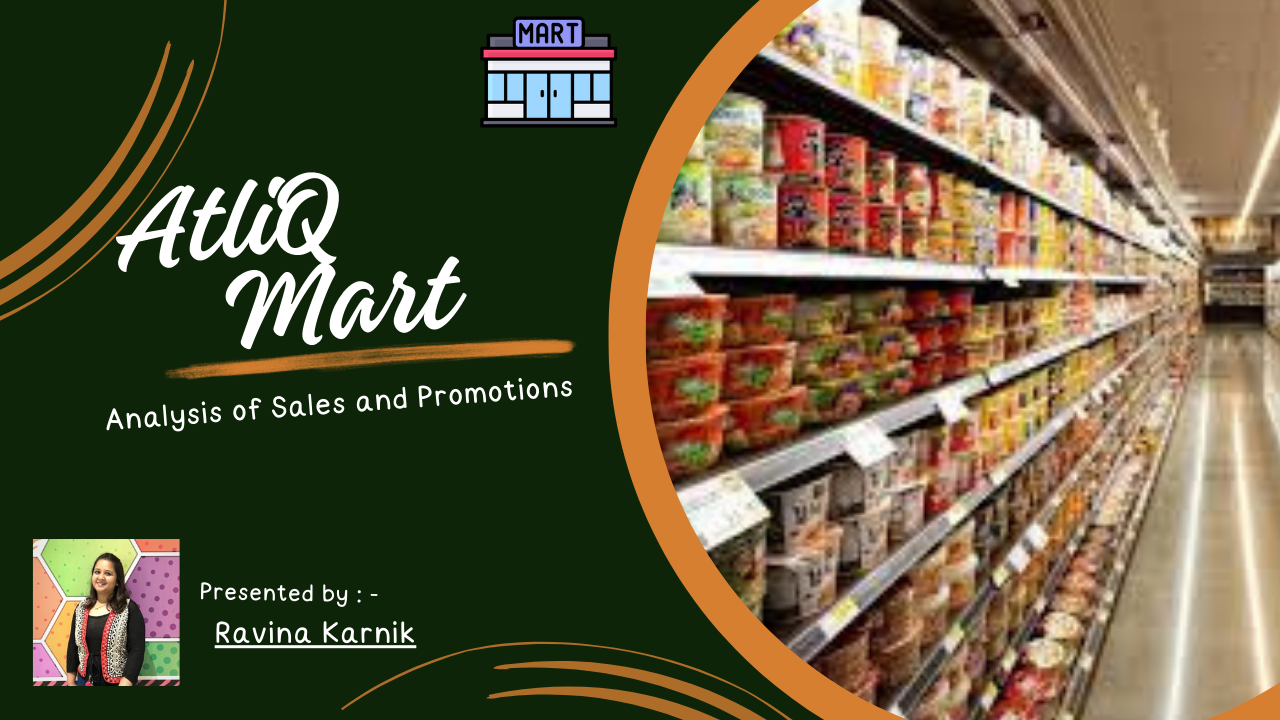 MART
AtliQ
Mart
Analysis of Sales and Promotions
Presented by : -
Ravina Karnik